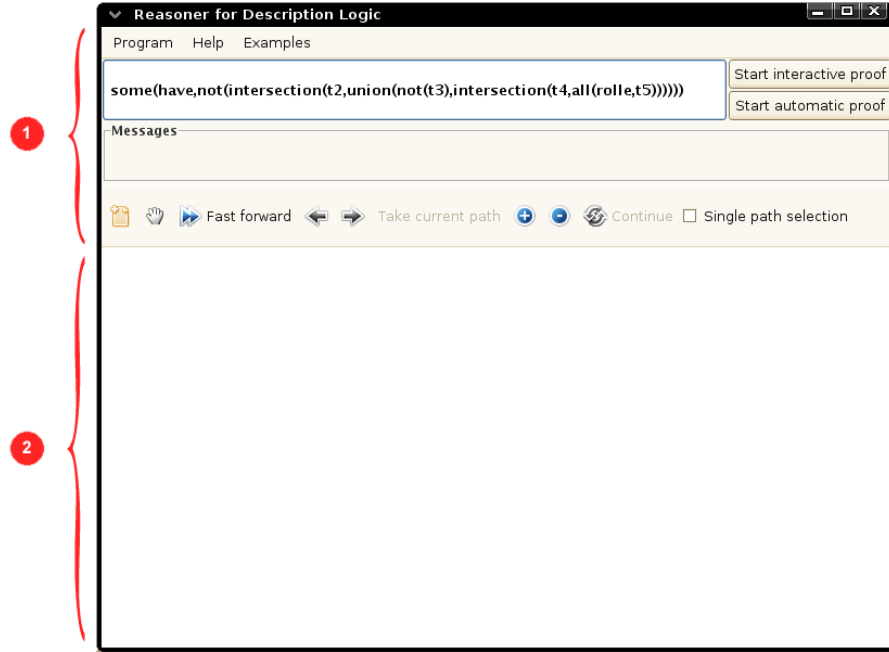 Reasoner for Description Logic
Program Help Examples
some(have,not(intersection(t2,union(not(t3),intersection(t4,all(rolle,t5))))))
Start interactive proof
Start automatic proof
Messages
1
Fast forward Take current path Continue Single path selection
2